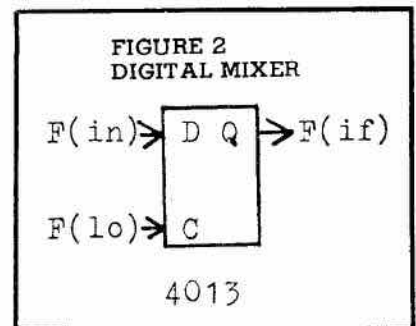 FIGURE 2
DIGITAL MIXER
F(in) D Q F(if)
F(lo) C
4013